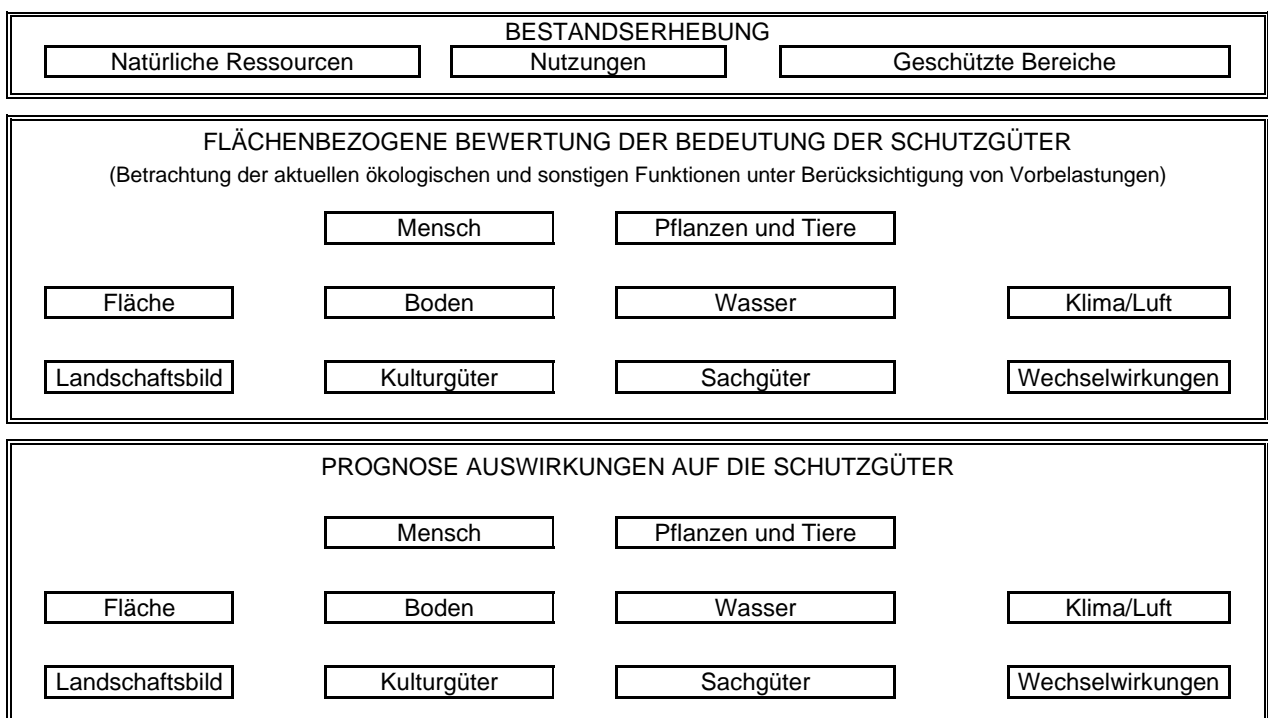 BESTANDSERHEBUNG
Natürliche Ressourcen Nutzungen Geschützte Bereiche
FLÄCHENBEZOGENE BEWERTUNG DER BEDEUTUNG DER SCHUTZGÜTER
(Betrachtung der aktuellen ökologischen und sonstigen Funktionen unter Berücksichtigung von Vorbelastungen)
Mensch Pflanzen und Tiere
Fläche Boden Wasser Klima/Luft
Landschaftsbild Kulturgüter Sachgüter Wechselwirkungen
PROGNOSE AUSWIRKUNGEN AUF DIE SCHUTZGÜTER
Mensch Pflanzen und Tiere
Fläche Boden Wasser Klima/Luft
Landschaftsbild Kulturgüter Sachgüter Wechselwirkungen